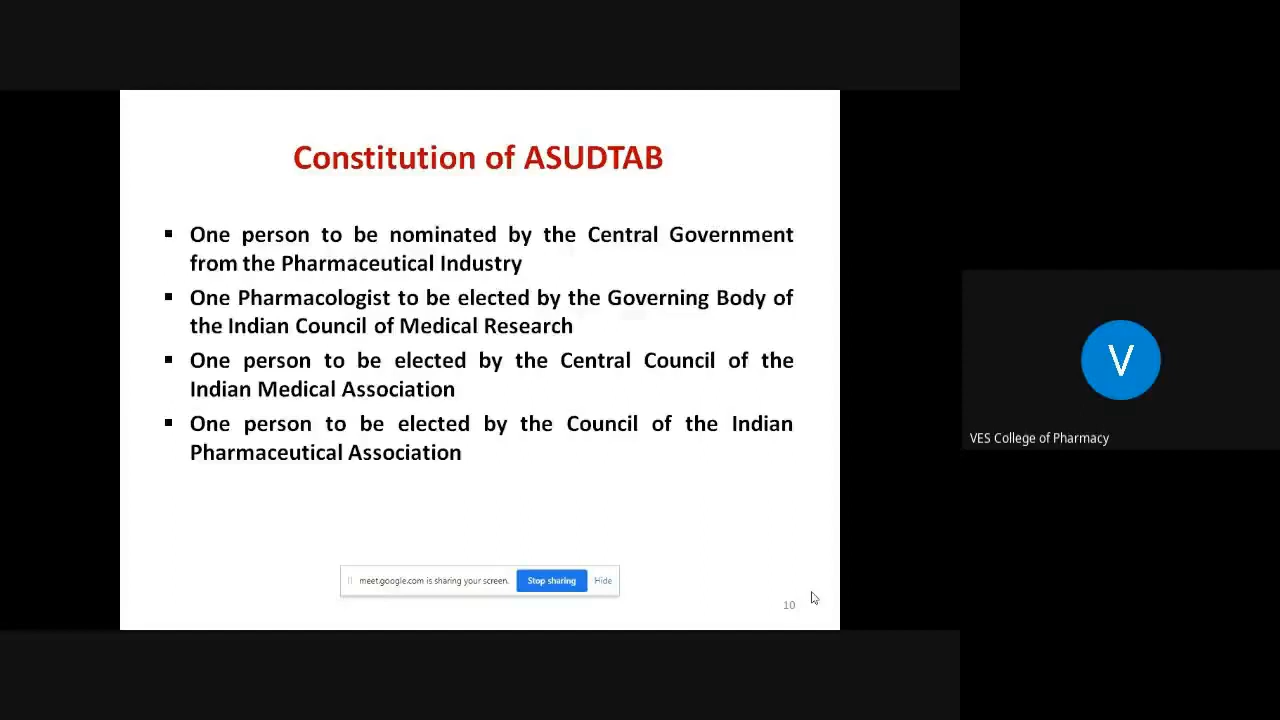 Constitution of ASUDTAB
▪ One person to be nominated by the Central Government
from the Pharmaceutical Industry
▪ One Pharmacologist to be elected by the Governing Body of
the Indian Council of Medical Research
▪ One person to be elected by the Central Council of the
Indian Medical Association
▪ One person to be elected by the Council of the Indian
Pharmaceutical Association
meet.google.com is sharing your screen. Stop sharing Hide
10
V
VES College of Pharmacy